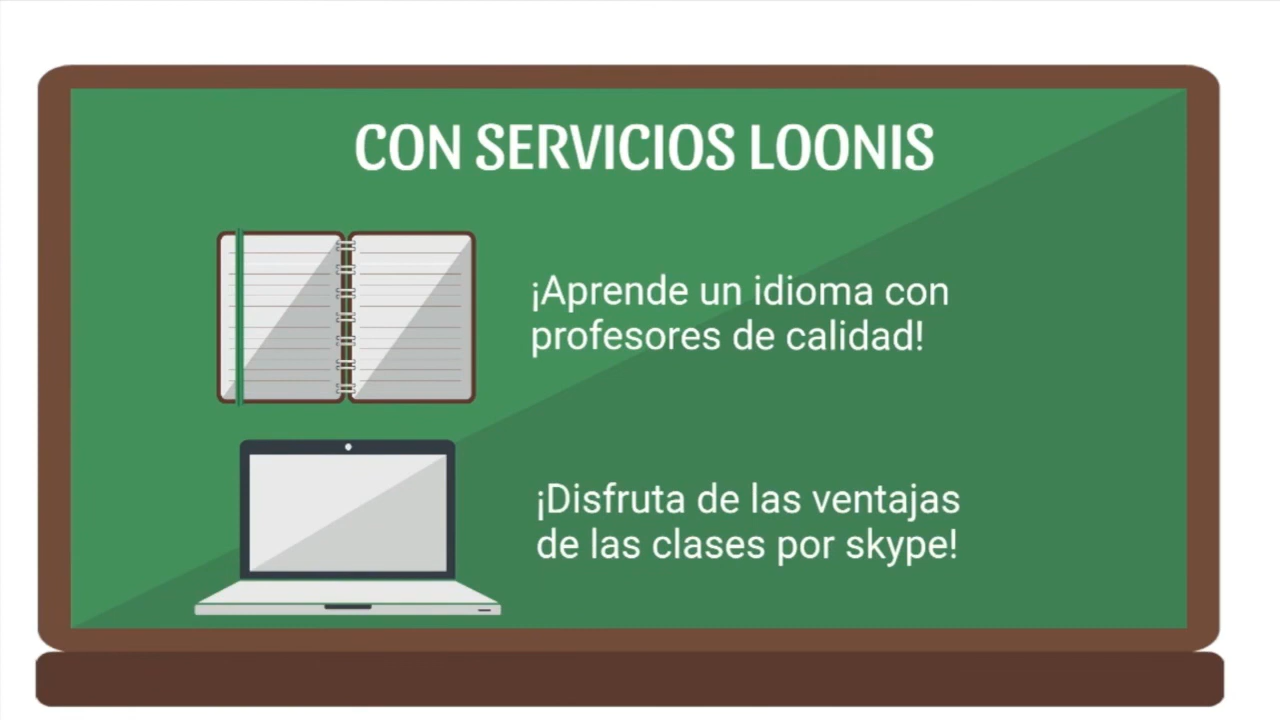 CON SERVICIOS LOONIS
¡Aprende un idioma con
profesores de calidad!
¡Disfruta de las ventajas
de las clases por skype!